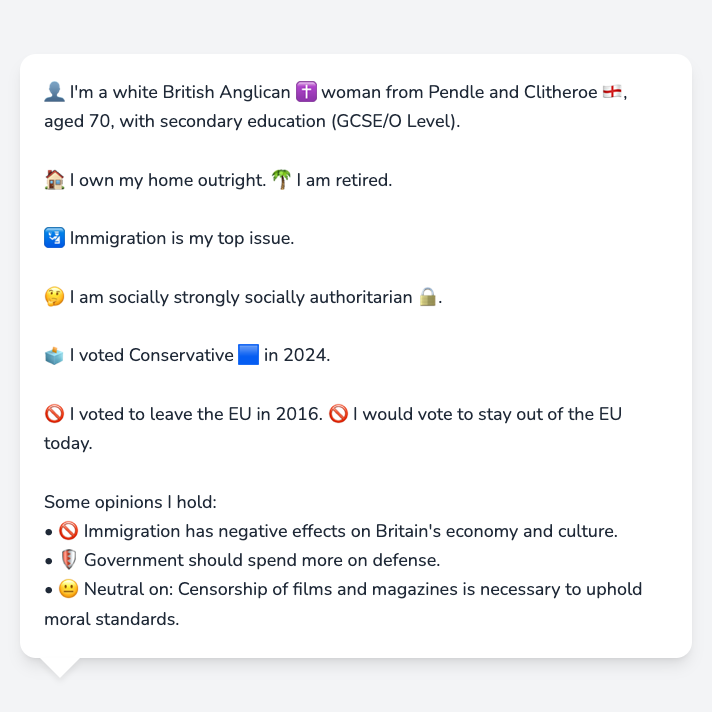 👤 I'm a white British Anglican ✝️ woman from Pendle and Clitheroe 🏴󠁧󠁢󠁥󠁮󠁧󠁿,
aged 70, with secondary education (GCSE/O Level).
🏠 I own my home outright. 🌴 I am retired.
🛂 Immigration is my top issue.
🤔 I am socially strongly socially authoritarian 🔒.
🗳️ I voted Conservative 🟦 in 2024.
🚫 I voted to leave the EU in 2016. 🚫 I would vote to stay out of the EU
today.
Some opinions I hold:
• 🚫 Immigration has negative effects on Britain's economy and culture.
• 🛡️ Government should spend more on defense.
• 😐 Neutral on: Censorship of films and magazines is necessary to uphold
moral standards.